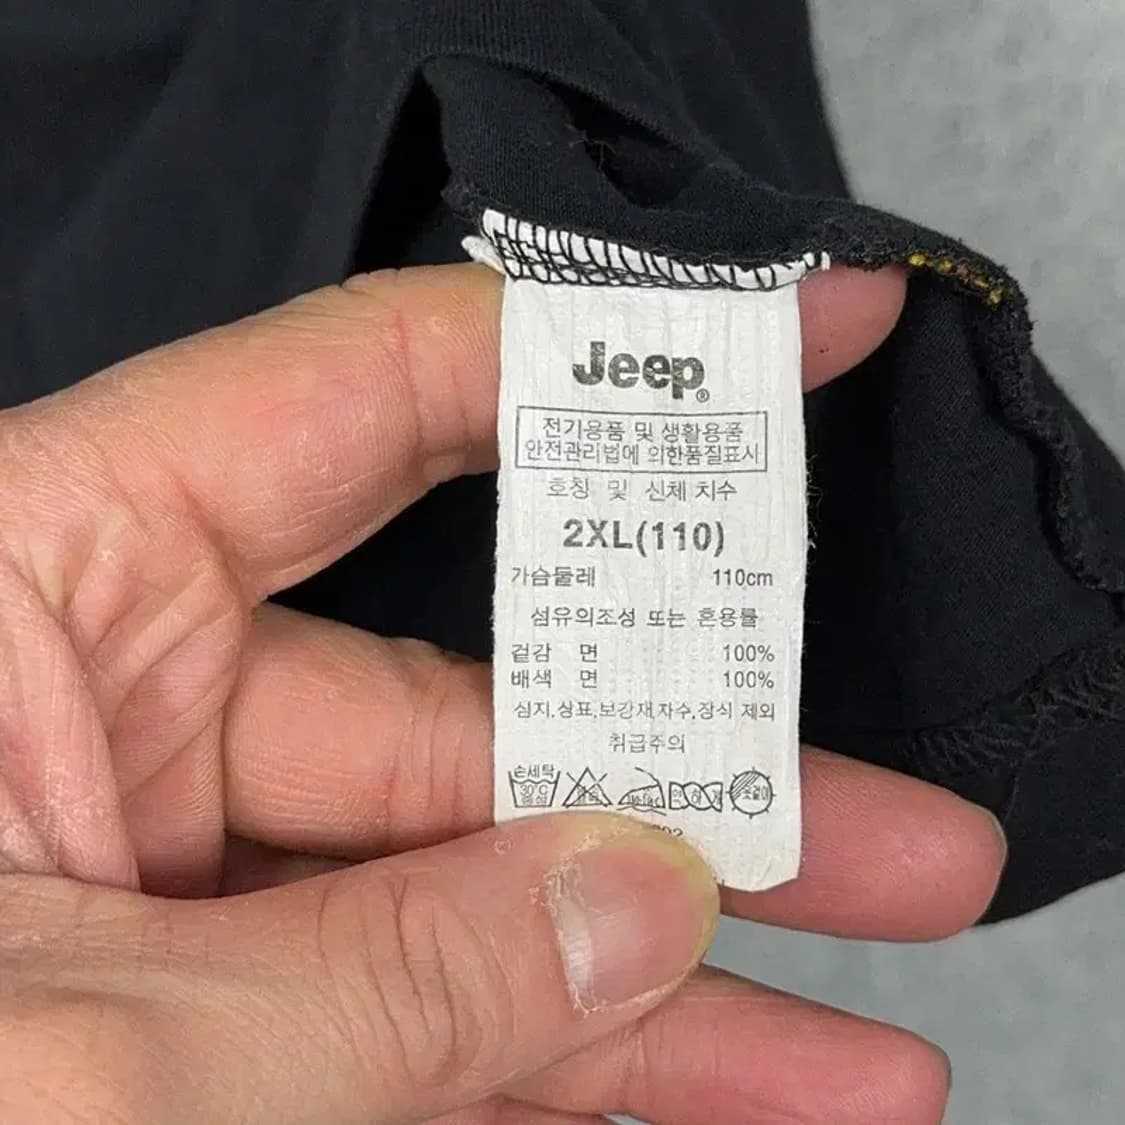 Jeep®
전기용품 및 생활용품
안전관리법에 의한품질표시
호칭 및 신체 치수
2XL(110)
가슴둘레 110cm
섬유의조성 또는 혼용률
겉감 면 100%
배색 면 100%
심지,상표,보강재,자수,장식 제외
취급주의
손세탁
30°C